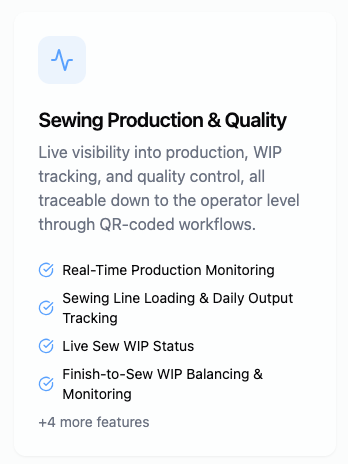 Sewing Production & Quality
Live visibility into production, WIP
tracking, and quality control, all
traceable down to the operator level
through QR-coded workflows.
Real-Time Production Monitoring
Sewing Line Loading & Daily Output
Tracking
Live Sew WIP Status
Finish-to-Sew WIP Balancing &
Monitoring
+4 more features